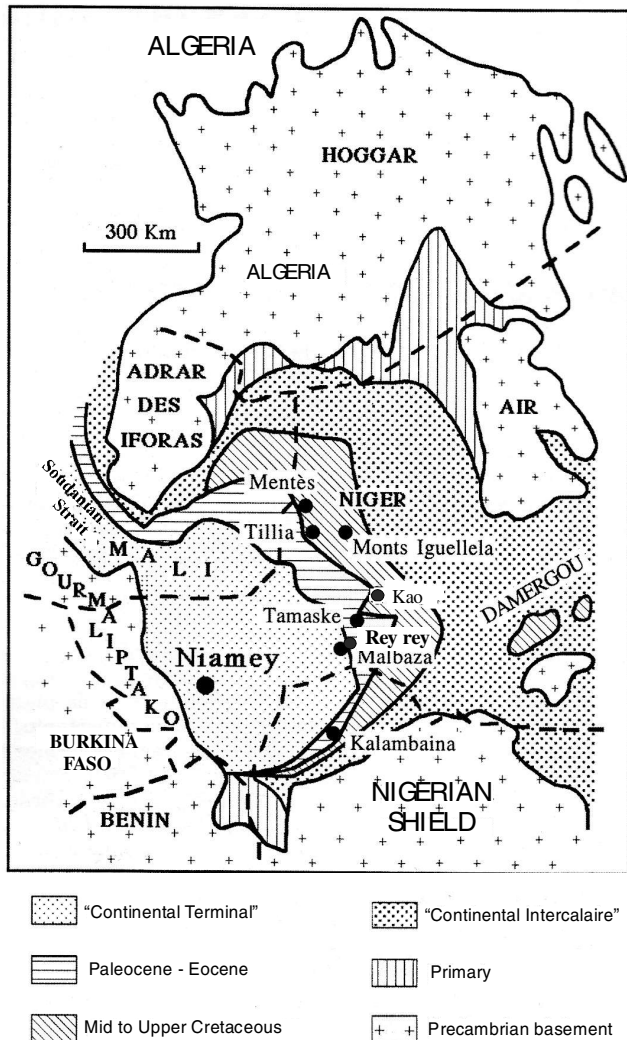 ALGERIA
HOGGAR
300 Km
ALGERIA
ADRAR
DES
IFORAS
AIR
Soudanian
Strait
Mentès
NIGER
Tillia
Monts Iguellela
MALI
GOURMA
LIPTAKO
Kao
DAMERGOU
Tamaske
Rey rey
Malbaza
Niamey
Kalambaina
BURKINA
FASO
BENIN
NIGERIAN
SHIELD
"Continental Terminal"
"Continental Intercalaire"
Paleocene - Eocene
Primary
Mid to Upper Cretaceous
Precambrian basement